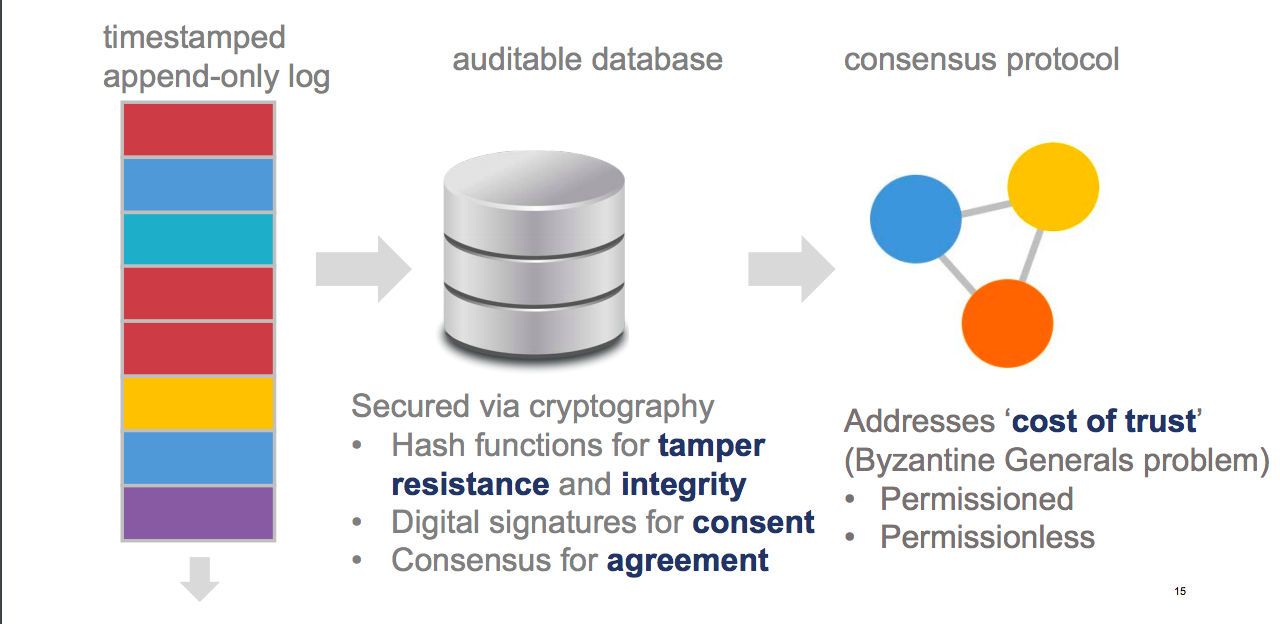 timestamped
append-only log
auditable database
consensus protocol
Secured via cryptography
• Hash functions for tamper
resistance and integrity
• Digital signatures for consent
• Consensus for agreement
Addresses ‘cost of trust’
(Byzantine Generals problem)
• Permissioned
• Permissionless
15